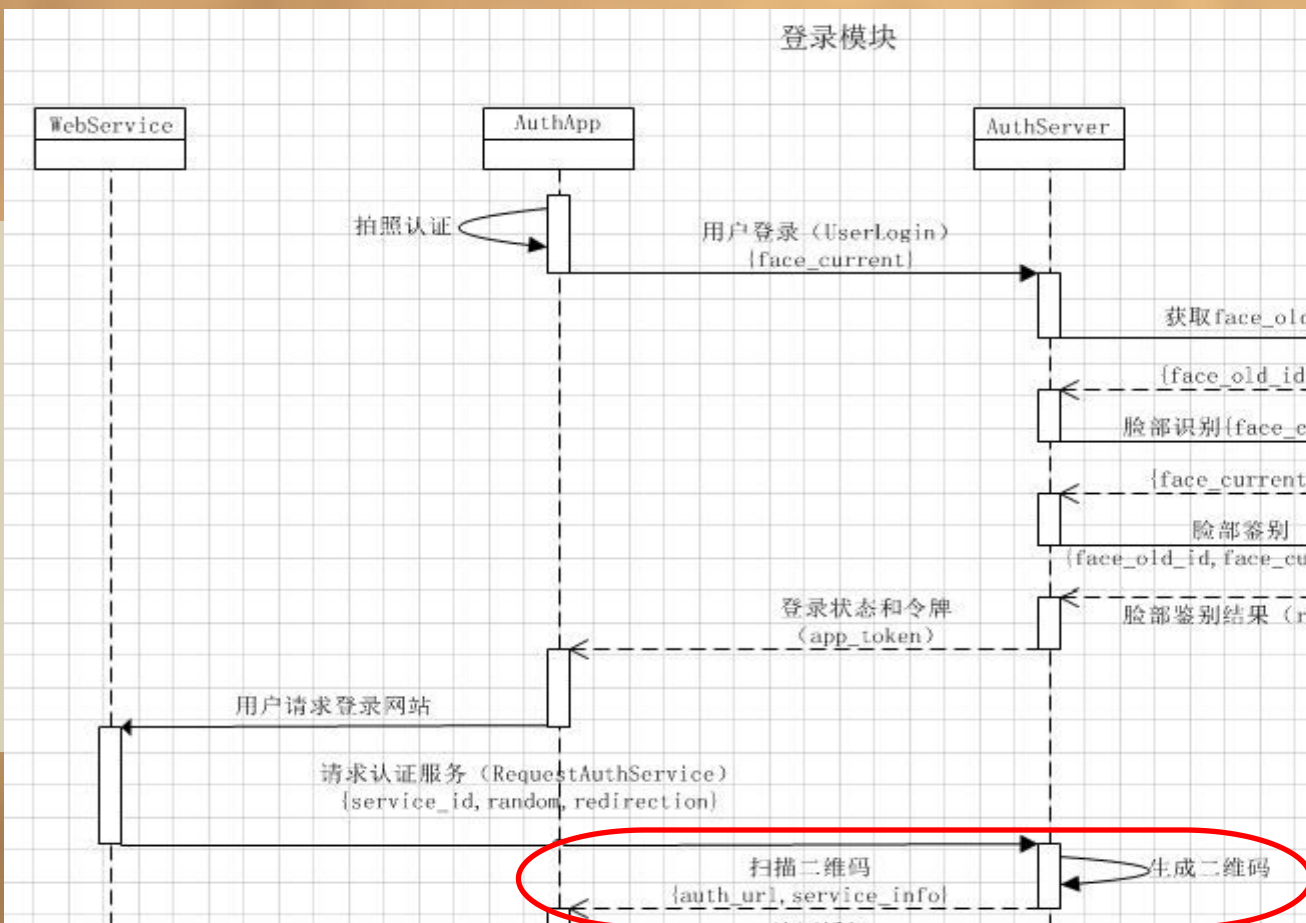 登录模块
WebService
AuthApp
AuthServer
拍照认证
用户登录（UserLogin）
{face_current}
获取face_old
{face_old_id
脸部识别{face_c
{face_current
脸部鉴别
{face_old_id,face_cu
脸部鉴别结果（r
登录状态和令牌
（app_token）
用户请求登录网站
请求认证服务（RequestAuthService）
{service_id,random,redirection}
扫描二维码
{auth_url,service_info}
生成二维码